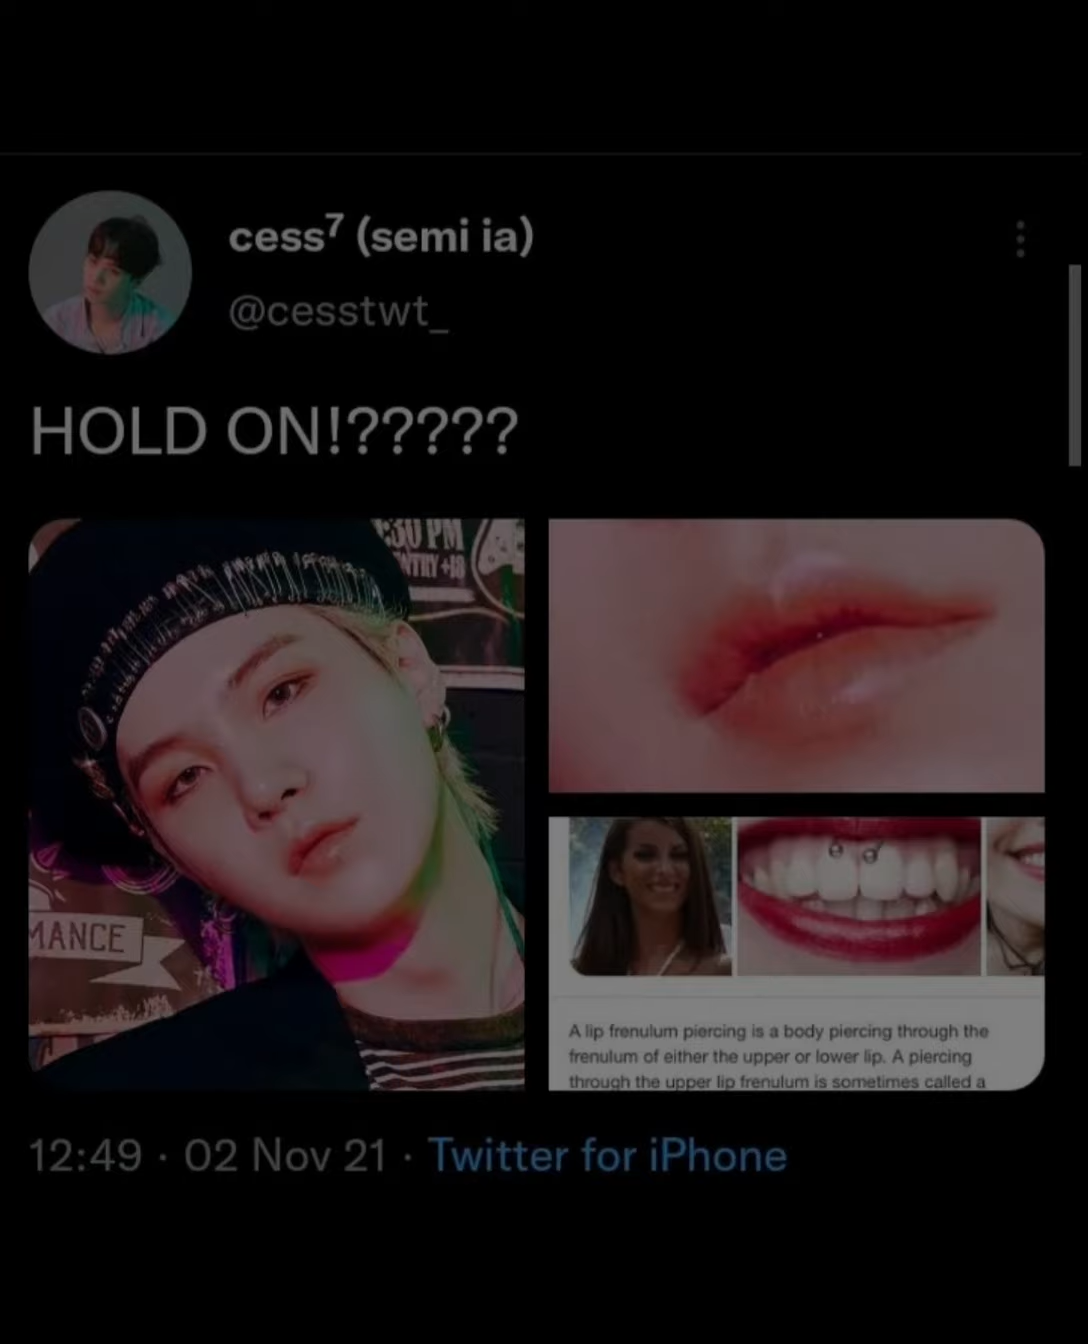 cess⁷ (semi ia)
@cesstwt_
HOLD ON!?????
:30 PM
NTRY +18
MANCE
A lip frenulum piercing is a body piercing through the
frenulum of either the upper or lower lip. A piercing
through the upper lip frenulum is sometimes called a
12:49 · 02 Nov 21 · Twitter for iPhone